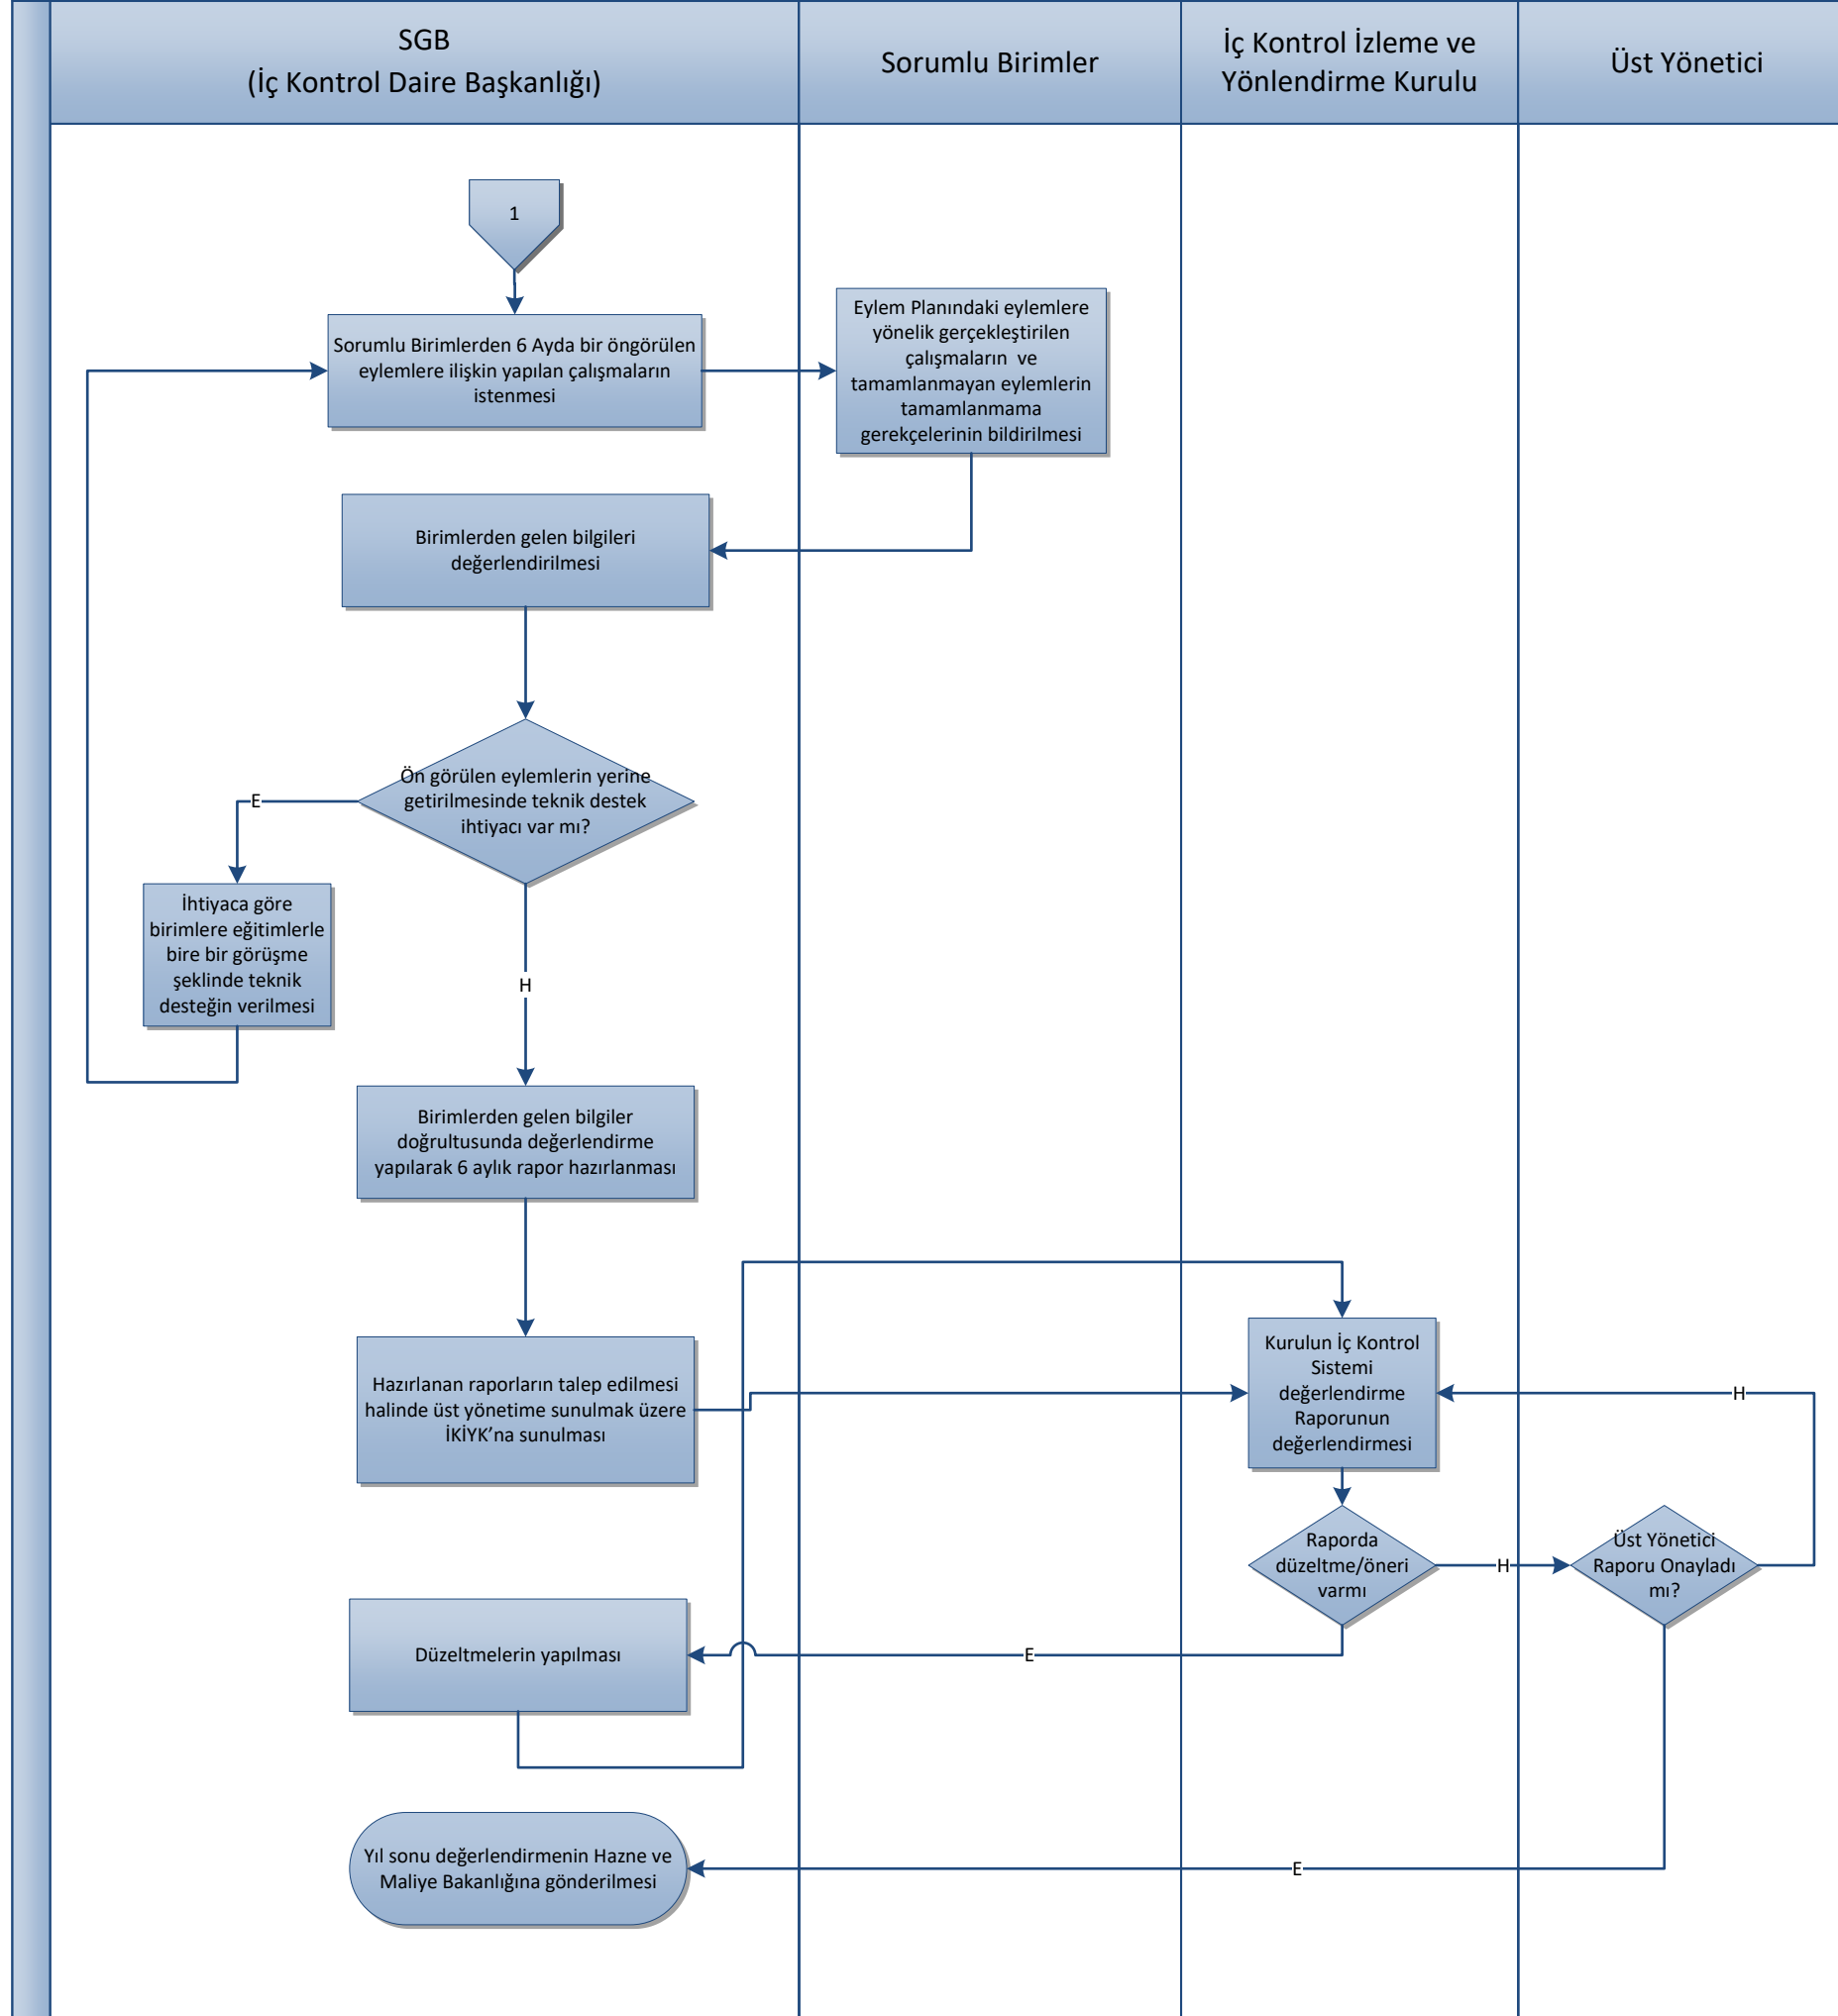 SGB
(İç Kontrol Daire Başkanlığı)
Sorumlu Birimler
İç Kontrol İzleme ve
Yönlendirme Kurulu
Üst Yönetici
1
Sorumlu Birimlerden 6 Ayda bir öngörülen
eylemlere ilişkin yapılan çalışmaların
istenmesi
Eylem Planındaki eylemlere
yönelik gerçekleştirilen
çalışmaların ve
tamamlanmayan eylemlerin
tamamlanmama
gerekçelerinin bildirilmesi
Birimlerden gelen bilgileri
değerlendirilmesi
Ön görülen eylemlerin yerine
getirilmesinde teknik destek
ihtiyacı var mı?
E
İhtiyaca göre
birimlere eğitimlerle
bire bir görüşme
şeklinde teknik
desteğin verilmesi
H
Birimlerden gelen bilgiler
doğrultusunda değerlendirme
yapılarak 6 aylık rapor hazırlanması
Hazırlanan raporların talep edilmesi
halinde üst yönetime sunulmak üzere
İKİYK’na sunulması
Kurulun İç Kontrol
Sistemi
değerlendirme
Raporunun
değerlendirmesi
H
Raporda
düzeltme/öneri
varmı
H
Üst Yönetici
Raporu Onayladı
mı?
Düzeltmelerin yapılması
E
Yıl sonu değerlendirmenin Hazne ve
Maliye Bakanlığına gönderilmesi
E